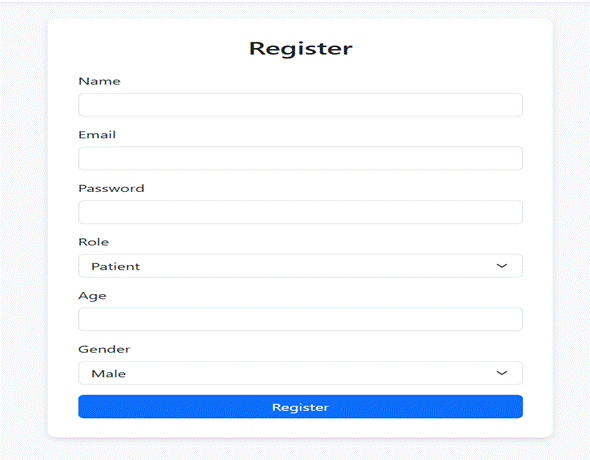 Register
Name
Email
Password
Role
Patient
Age
Gender
Male
Register